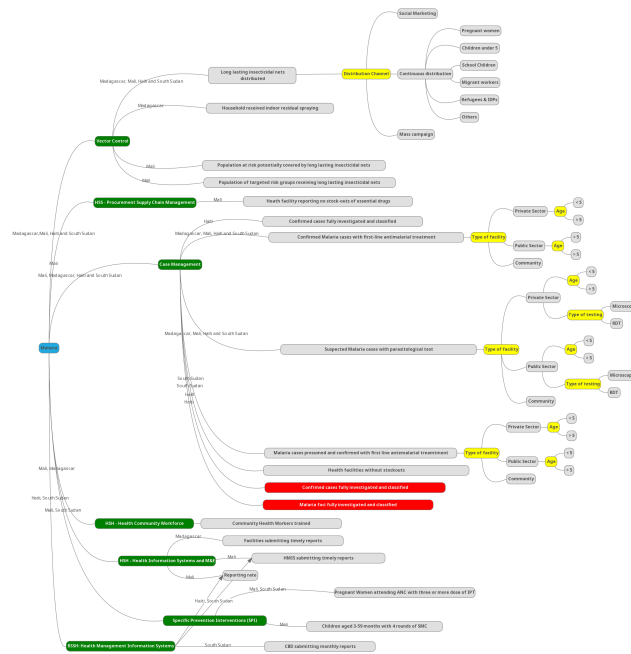 Social Marketing
Pregnant women
Children under 5
School Children
Long lasting insecticidal nets
distributed
Distribution Channel
Continuous distribution
Madagascar, Mali, Haiti and South Sudan
Migrant workers
Refugees & IDPs
Madagascar
Household received indoor residual spraying
Others
Mass campaign
Vector Control
Mali
Population at risk potentially covered by long lasting insecticidal nets
Mali
Population of targeted risk groups receiving long lasting insecticidal nets
HSS - Procurement Supply Chain Management
Mali
Health facility reporting no stock-outs of essential drugs
< 5
Private Sector
Age
> 5
Haiti
Confirmed cases fully investigated and classified
Madagascar, Mali, Haiti and South Sudan
Madagascar, Mali, Haiti and South Sudan
Confirmed Malaria cases with first-line antimalarial treatment
Type of facility
Public Sector
Age
< 5
< 5
Community
Mali
Case Management
Mali, Madagascar, Haiti and South Sudan
Age
< 5
> 5
Private Sector
Type of testing
Microsco
RDT
Madagascar, Mali, Haiti and South Sudan
Malaria
Suspected Malaria cases with parasitological test
Type of facility
Age
< 5
> 5
Public Sector
Type of testing
Microscop
RDT
Community
South Sudan
South Sudan
Haiti
Haiti
Private Sector
Age
< 5
> 5
Malaria cases presumed and confirmed with first line antemalarial treamtment
Type of facility
Public Sector
Age
< 5
< 5
Mali, Madagascar
Health facilities without stockouts
Community
Confirmed cases fully investigated and classified
Haiti, South Sudan
Malaria foci fully investigated and classified
Mali, South Sudan
HSH - Health Community Workforce
Community Health Workers trained
Madagascar
Facilities submitting timely reports
HSH - Health Information Systems and M&E
Mali
HMIS submitting timely reports
Mali
Reporting rate
Mali, South Sudan
Pregnant Women attending ANC with three or more dose of IPT
Haiti, South Sudan
Specific Prevention Interventions (SPI)
Mali
Children aged 3-59 months with 4 rounds of SMC
RSSH: Health Management Information Systems
South Sudan
CBD submitting monthly reports